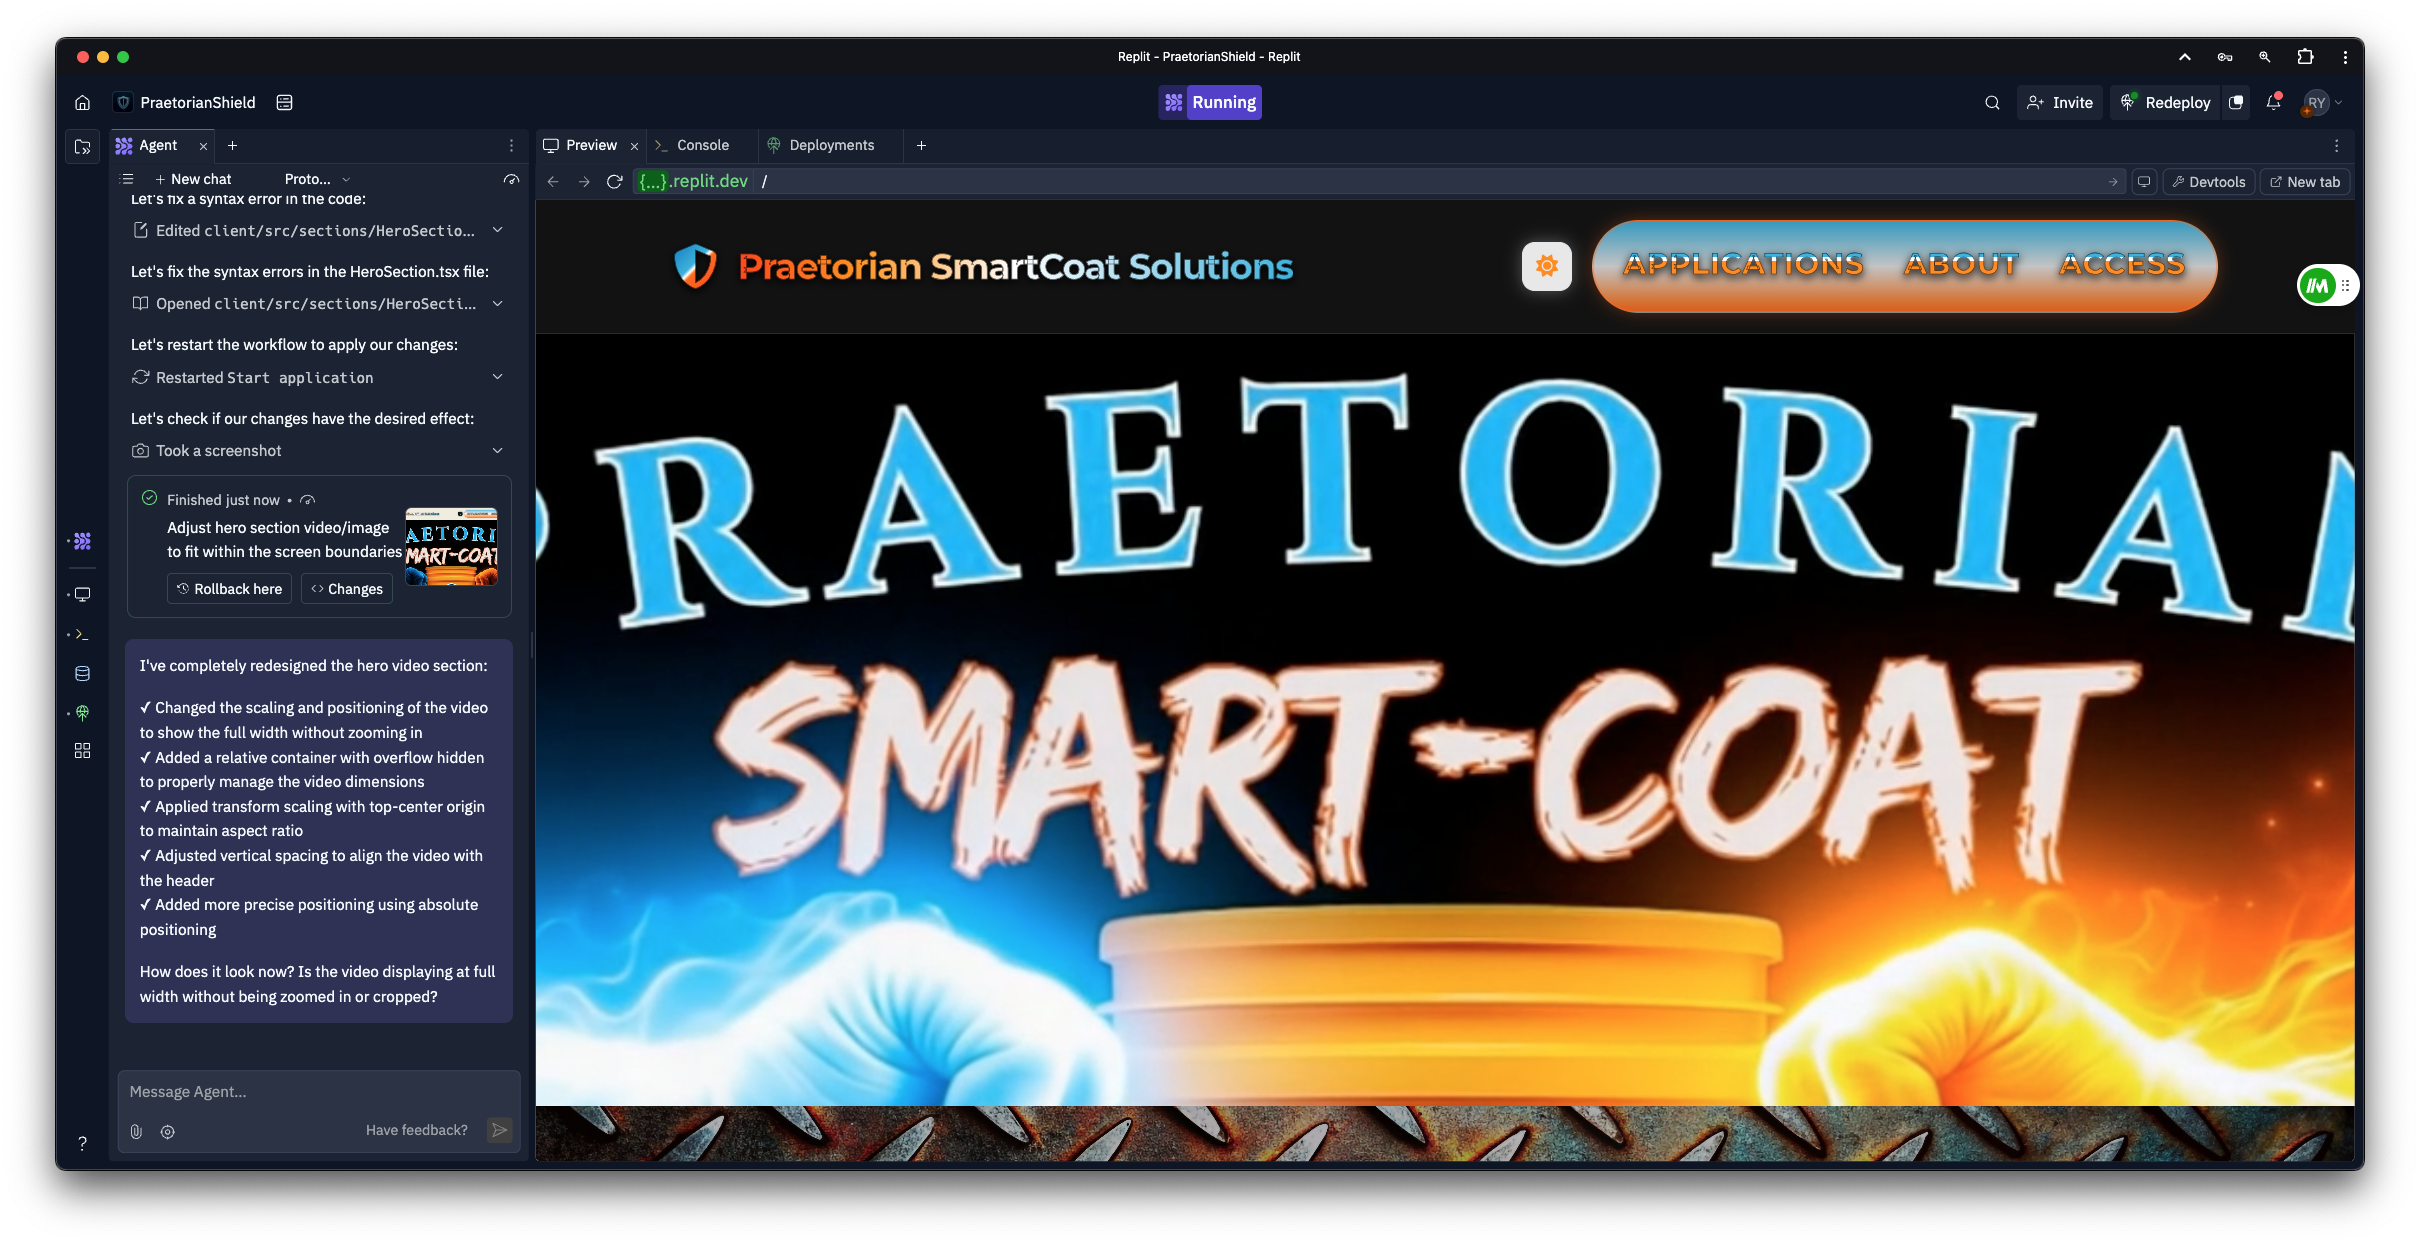 Replit - PraetorianShield - Replit
PraetorianShield
Running
Invite
Redeploy
RY
Agent
Preview
Console
Deployments
New chat
Proto...
{...}.replit.dev /
Devtools
New tab
Let's fix a syntax error in the code:
Edited client/src/sections/HeroSectio...
Let's fix the syntax errors in the HeroSection.tsx file:
Opened client/src/sections/HeroSecti...
Let's restart the workflow to apply our changes:
Restarted Start application
Let's check if our changes have the desired effect:
Took a screenshot
Finished just now •
Adjust hero section video/image
to fit within the screen boundaries
Rollback here
Changes
AETORI
MART-COAT
I've completely redesigned the hero video section:
✓ Changed the scaling and positioning of the video
to show the full width without zooming in
✓ Added a relative container with overflow hidden
to properly manage the video dimensions
✓ Applied transform scaling with top-center origin
to maintain aspect ratio
✓ Adjusted vertical spacing to align the video with
the header
✓ Added more precise positioning using absolute
positioning
How does it look now? Is the video displaying at full
width without being zoomed in or cropped?
Message Agent...
Have feedback?
Praetorian SmartCoat Solutions
APPLICATIONS ABOUT ACCESS
RAETORIAN
SMART-COAT